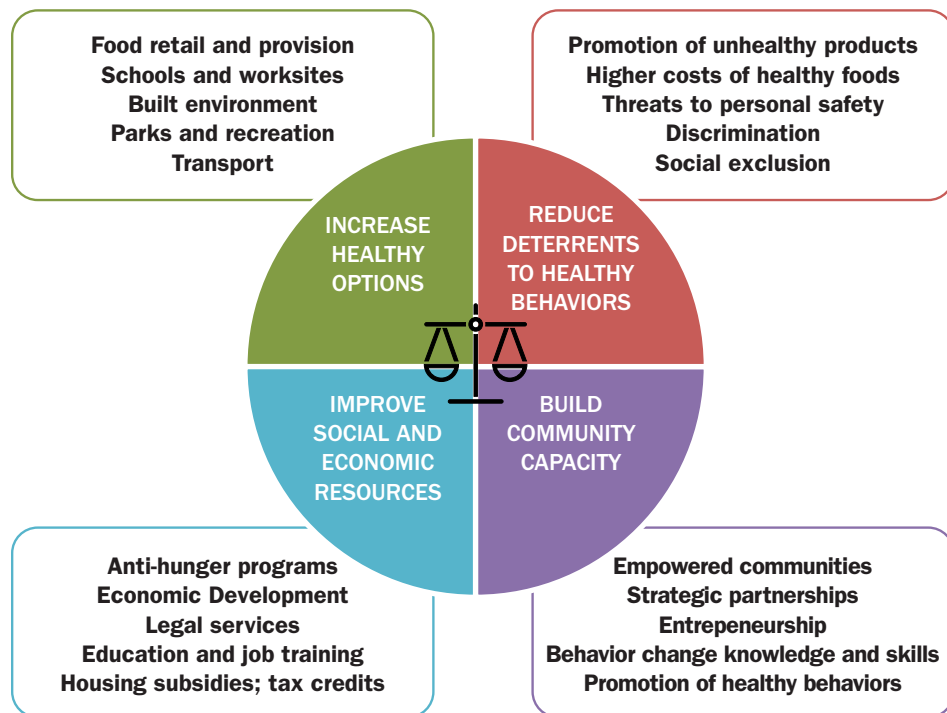 Food retail and provision
Schools and worksites
Built environment
Parks and recreation
Transport
Promotion of unhealthy products
Higher costs of healthy foods
Threats to personal safety
Discrimination
Social exclusion
INCREASE
HEALTHY
OPTIONS
REDUCE
DETERRENTS
TO HEALTHY
BEHAVIORS
IMPROVE
SOCIAL AND
ECONOMIC
RESOURCES
BUILD
COMMUNITY
CAPACITY
Anti-hunger programs
Economic Development
Legal services
Education and job training
Housing subsidies; tax credits
Empowered communities
Strategic partnerships
Entrepeneurship
Behavior change knowledge and skills
Promotion of healthy behaviors